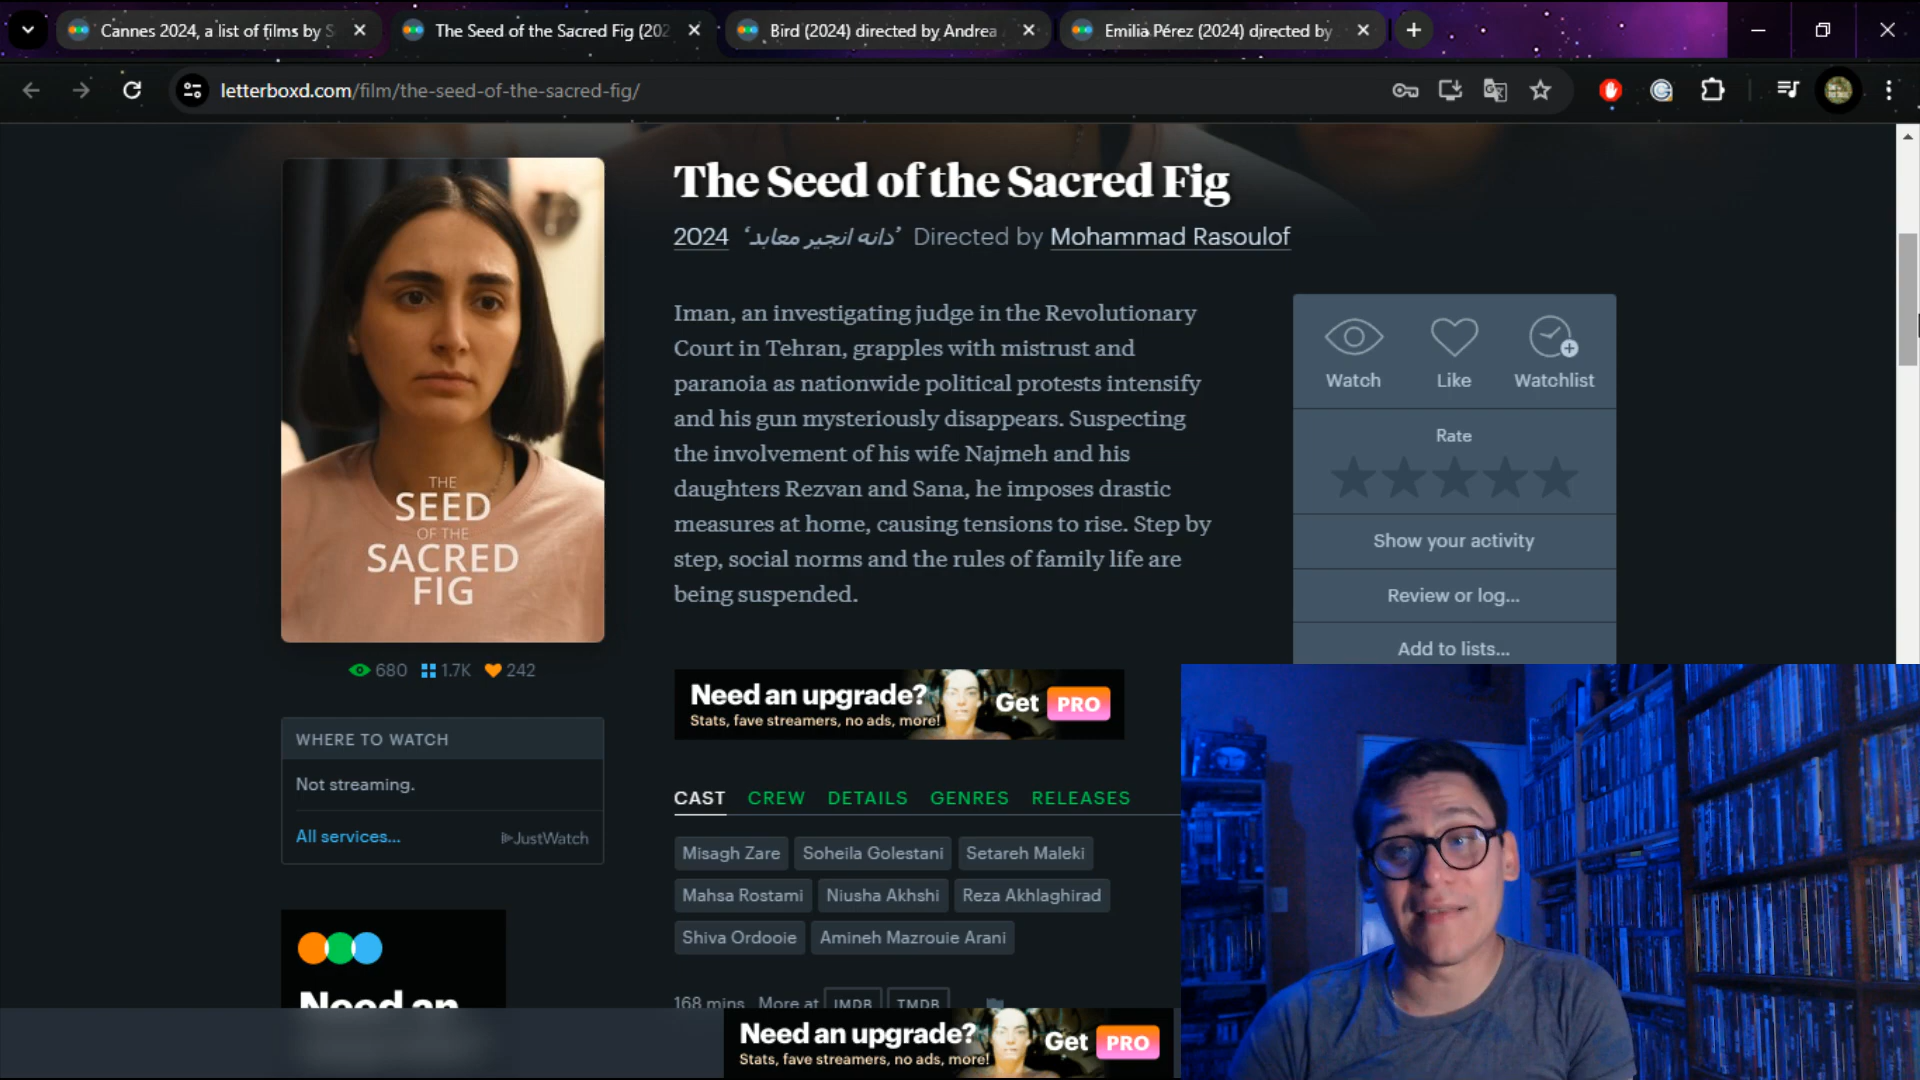 Cannes 2024, a list of films by S
The Seed of the Sacred Fig (202
Bird (2024) directed by Andrea
Emilia Pérez (2024) directed by
letterboxd.com/film/the-seed-of-the-sacred-fig/
The Seed of the Sacred Fig
2024 ‘دانه انجیر معابد’ Directed by Mohammad Rasoulof
Iman, an investigating judge in the Revolutionary
Court in Tehran, grapples with mistrust and
paranoia as nationwide political protests intensify
and his gun mysteriously disappears. Suspecting
the involvement of his wife Najmeh and his
daughters Rezvan and Sana, he imposes drastic
measures at home, causing tensions to rise. Step by
step, social norms and the rules of family life are
being suspended.
Watch Like Watchlist
Rate
Show your activity
Review or log...
Add to lists...
THE
SEED
OF THE
SACRED
FIG
680 1.7K 242
WHERE TO WATCH
Not streaming.
All services... JustWatch
Need an upgrade? Get PRO
Stats, fave streamers, no ads, more!
CAST CREW DETAILS GENRES RELEASES
Misagh Zare Soheila Golestani Setareh Maleki
Mahsa Rostami Niusha Akhshi Reza Akhlaghirad
Shiva Ordooie Amineh Mazrouie Arani
168 mins More at IMDB TMDB
Need an
Need an upgrade? Get PRO
Stats, fave streamers, no ads, more!